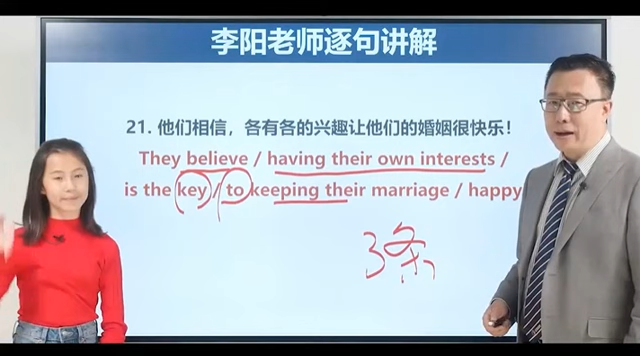 李阳老师逐句讲解
21. 他们相信，各有各的兴趣让他们的婚姻很快乐！
They believe / having their own interests /
is the key / to keeping their marriage / happy
3条